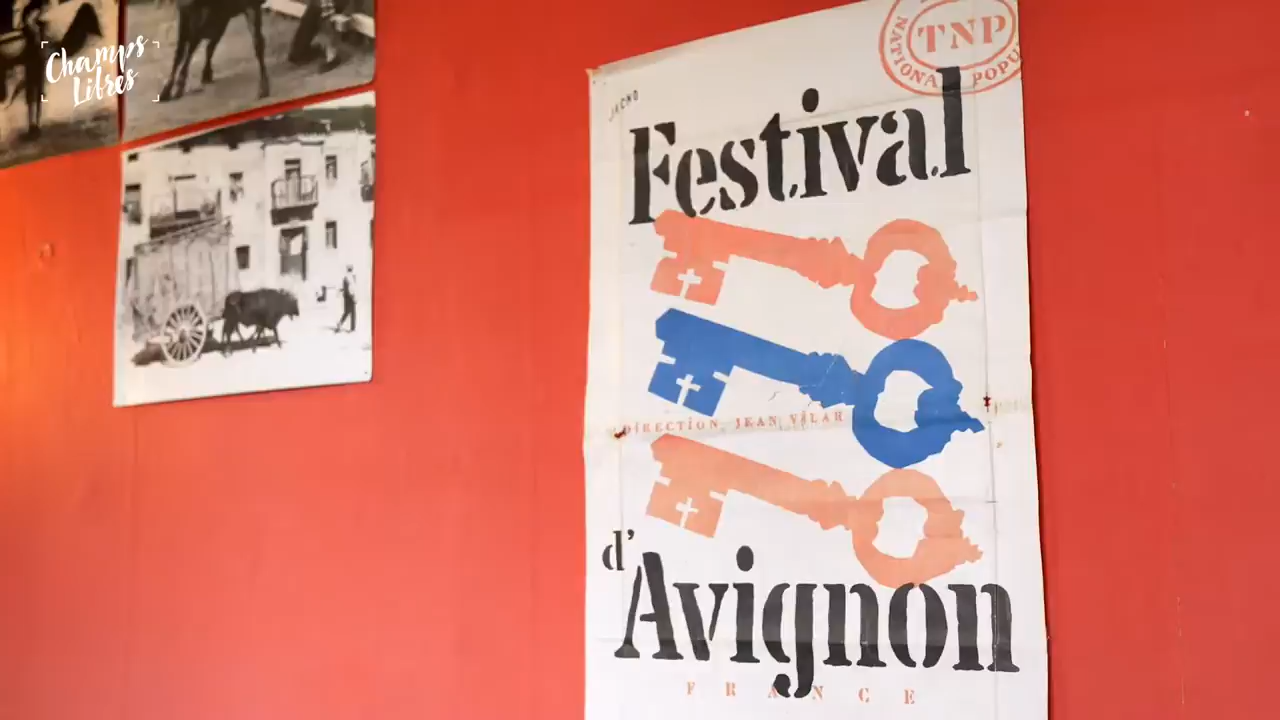 Champs
Libres
TNP
NATIONAL POPU
JACNO
Festival
DIRECTION, JEAN VILAR
d'
Avignon
FRANCE